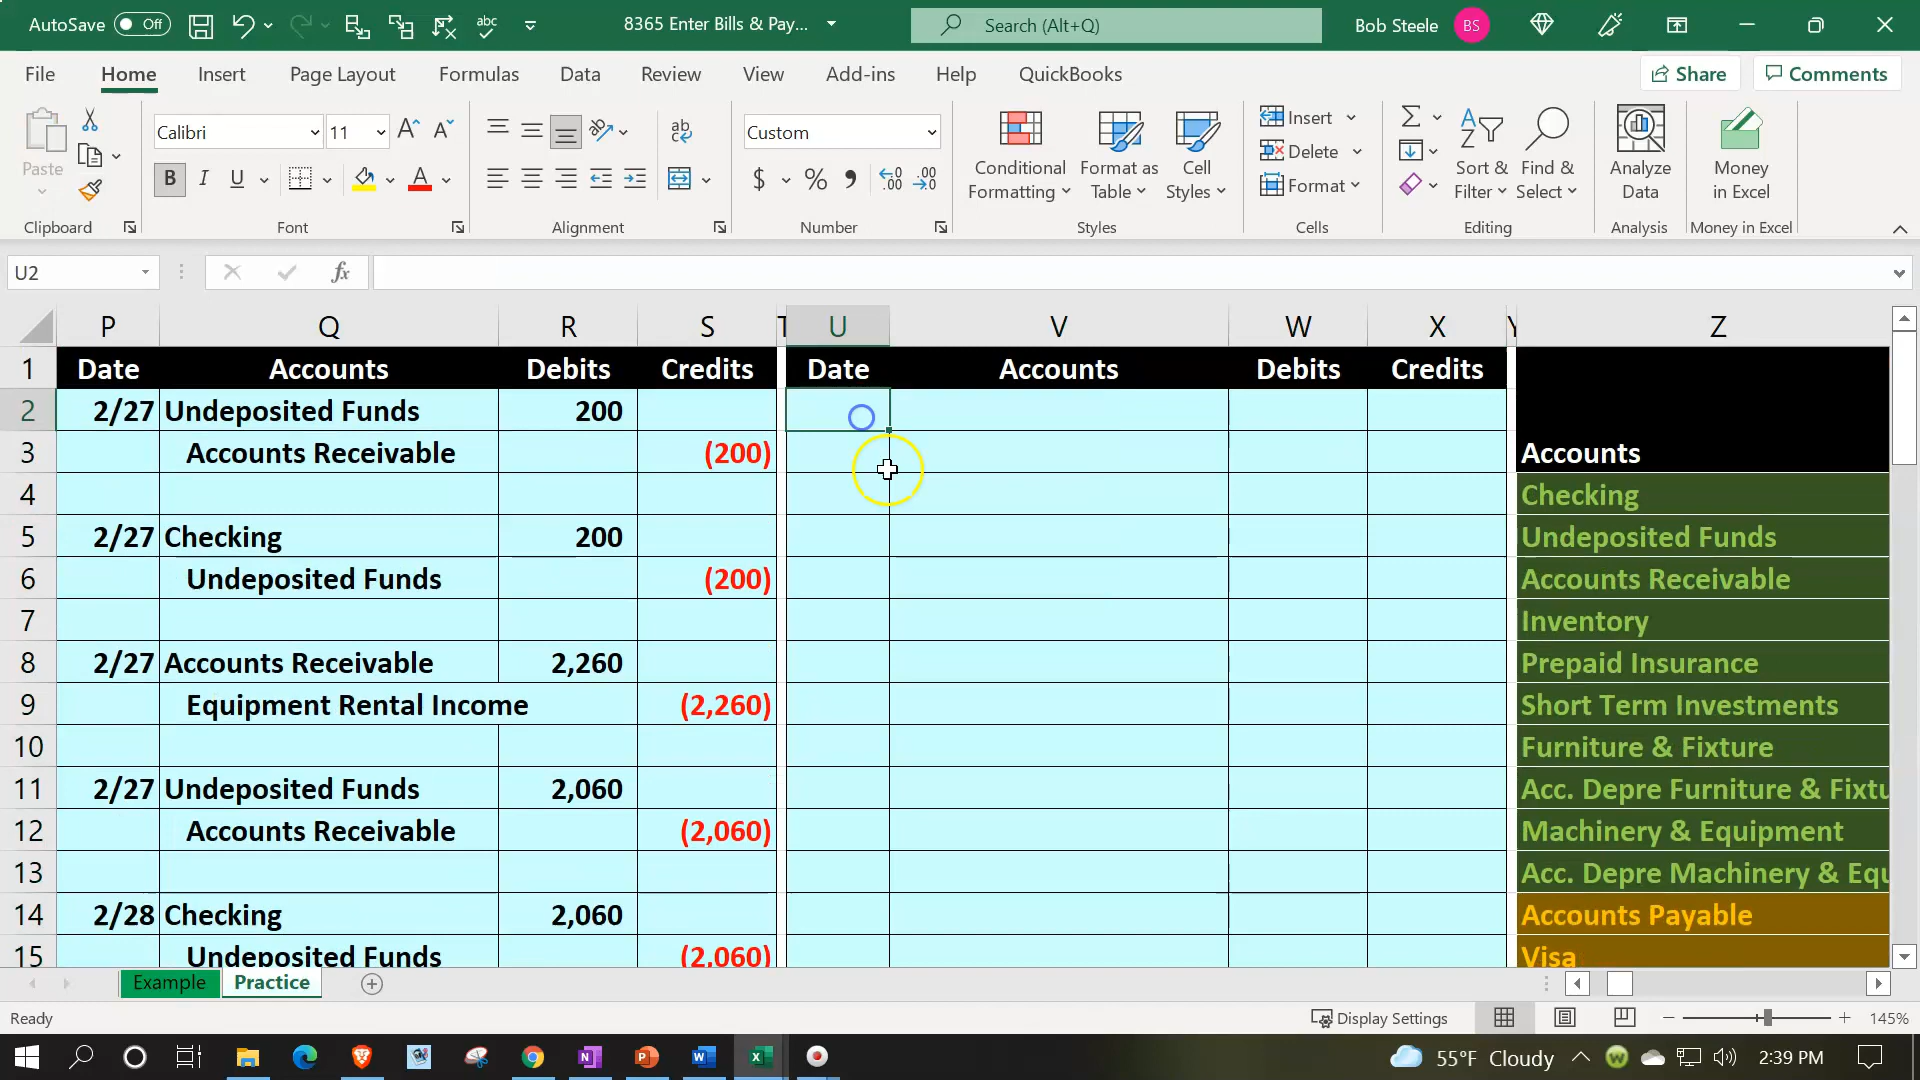 AutoSave Off
8365 Enter Bills & Pay...
Search (Alt+Q)
Bob Steele BS
File Home Insert Page Layout Formulas Data Review View Add-ins Help QuickBooks
Share Comments
Paste
Calibri 11
Custom
Conditional Formatting
Format as Table
Cell Styles
Insert
Delete
Format
Sort & Filter
Find & Select
Analyze Data
Money in Excel
Clipboard Font Alignment Number Styles Cells Editing Analysis Money in Excel
U2
fx
P Q R S T U V W X Y Z
1 Date Accounts Debits Credits Date Accounts Debits Credits
2 2/27 Undeposited Funds 200
3 Accounts Receivable (200) Accounts
4 Checking
5 2/27 Checking 200 Undeposited Funds
6 Undeposited Funds (200) Accounts Receivable
7 Inventory
8 2/27 Accounts Receivable 2,260 Prepaid Insurance
9 Equipment Rental Income (2,260) Short Term Investments
10 Furniture & Fixture
11 2/27 Undeposited Funds 2,060 Acc. Depre Furniture & Fixtu
12 Accounts Receivable (2,060) Machinery & Equipment
13 Acc. Depre Machinery & Equ
14 2/28 Checking 2,060 Accounts Payable
15 Undeposited Funds (2,060) Visa
Example Practice
Ready
Display Settings
145%
55°F Cloudy
2:39 PM